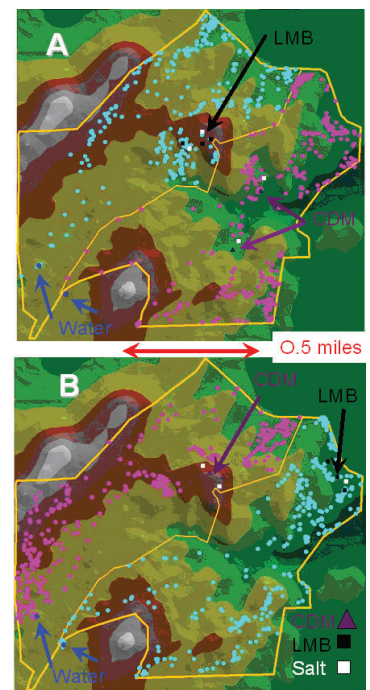 A
LMB
CDM
Water
O.5 miles
B
CDM
LMB
Water
CDM
LMB
Salt